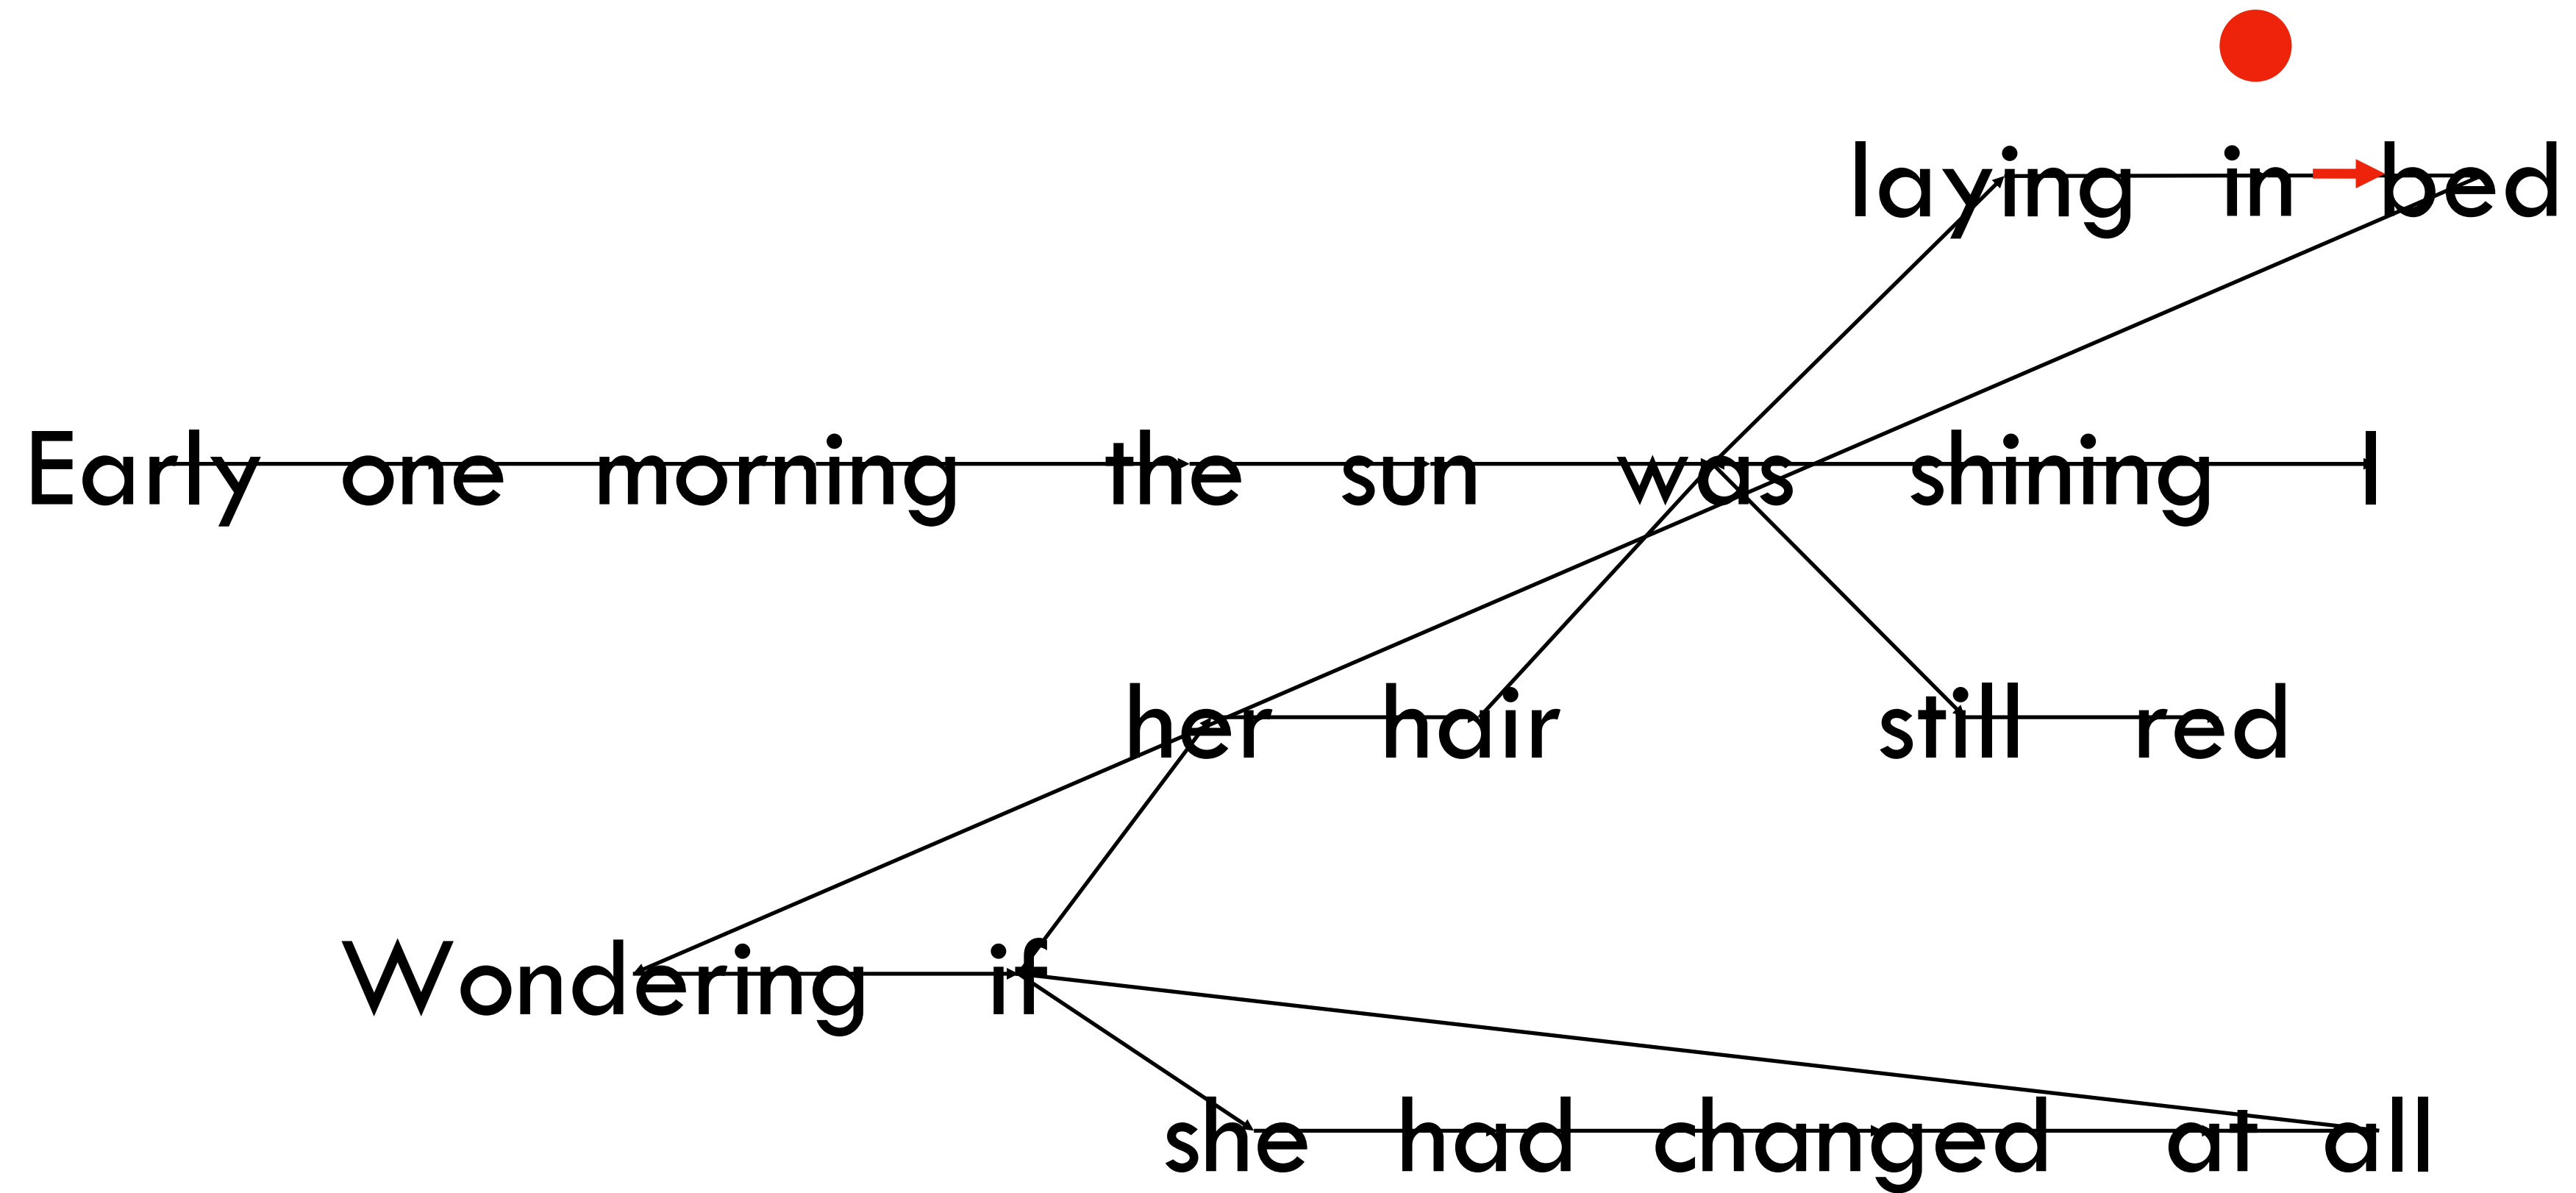 laying in bed
Early one morning the sun was shining I
her hair still red
Wondering if
she had changed at all